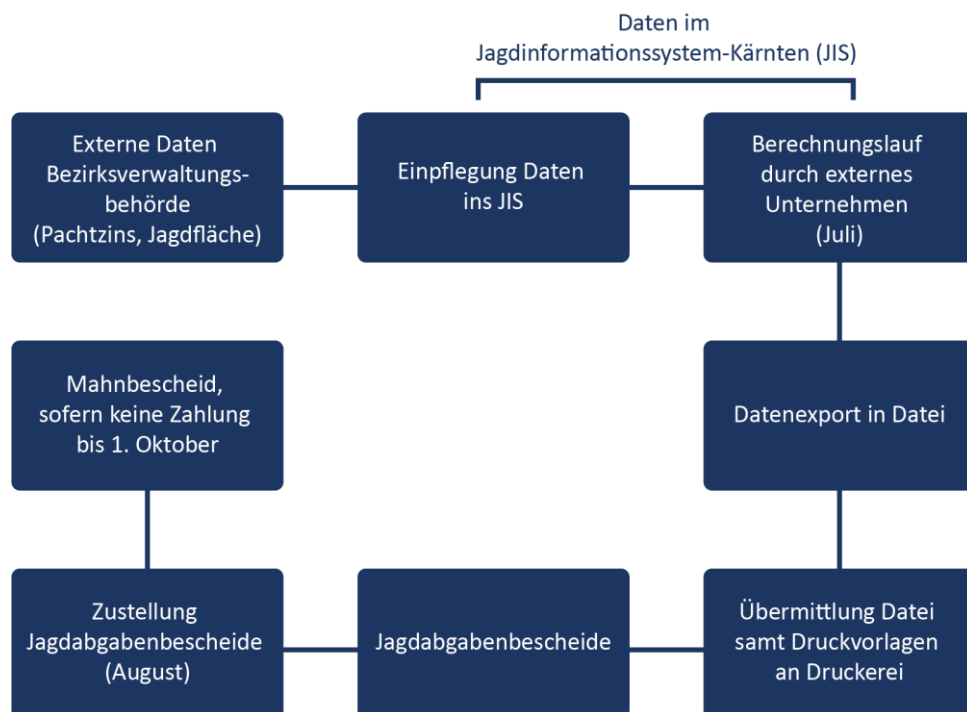 Daten im
Jagdinformationssystem-Kärnten (JIS)
Externe Daten
Bezirksverwaltungs-
behörde
(Pachtzins, Jagdfläche)
Einpflegung Daten
ins JIS
Berechnungslauf
durch externes
Unternehmen
(Juli)
Datenexport in Datei
Übermittlung Datei
samt Druckvorlagen
an Druckerei
Jagdabgabenbescheide
Zustellung
Jagdabgabenbescheide
(August)
Mahnbescheid,
sofern keine Zahlung
bis 1. Oktober